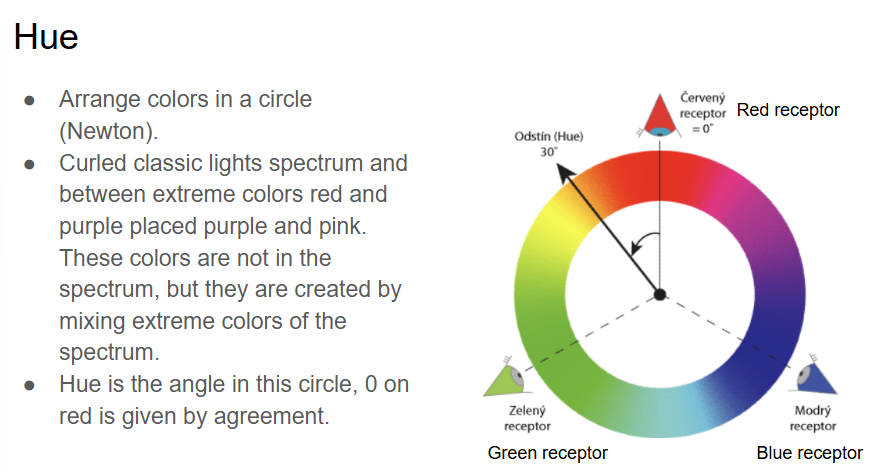 Hue
● Arrange colors in a circle
(Newton).
● Curled classic lights spectrum and
between extreme colors red and
purple placed purple and pink.
These colors are not in the
spectrum, but they are created by
mixing extreme colors of the
spectrum.
● Hue is the angle in this circle, 0 on
red is given by agreement.
Červený
receptor
= 0°
Red receptor
Odstín (Hue)
30°
Zelený
receptor
Green receptor
Modrý
receptor
Blue receptor